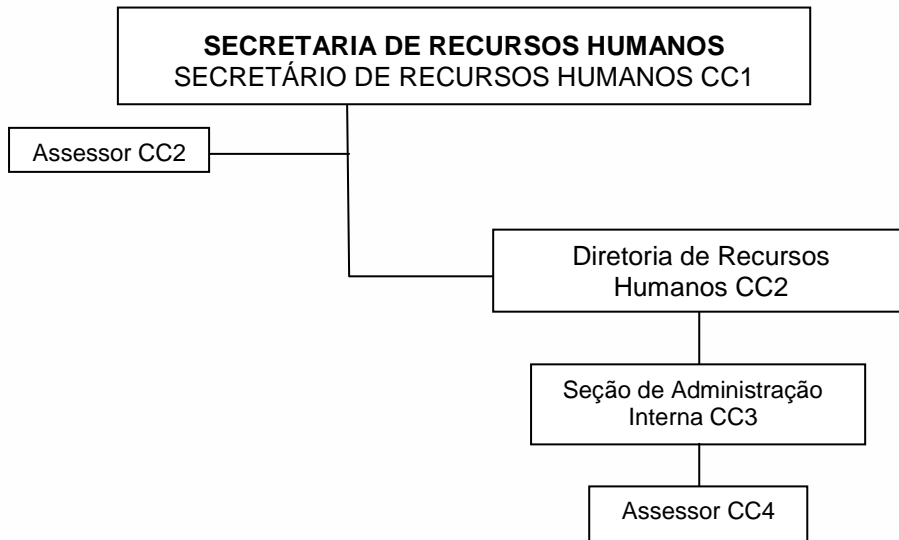 SECRETARIA DE RECURSOS HUMANOS
SECRETÁRIO DE RECURSOS HUMANOS CC1
Assessor CC2
Diretoria de Recursos
Humanos CC2
Seção de Administração
Interna CC3
Assessor CC4